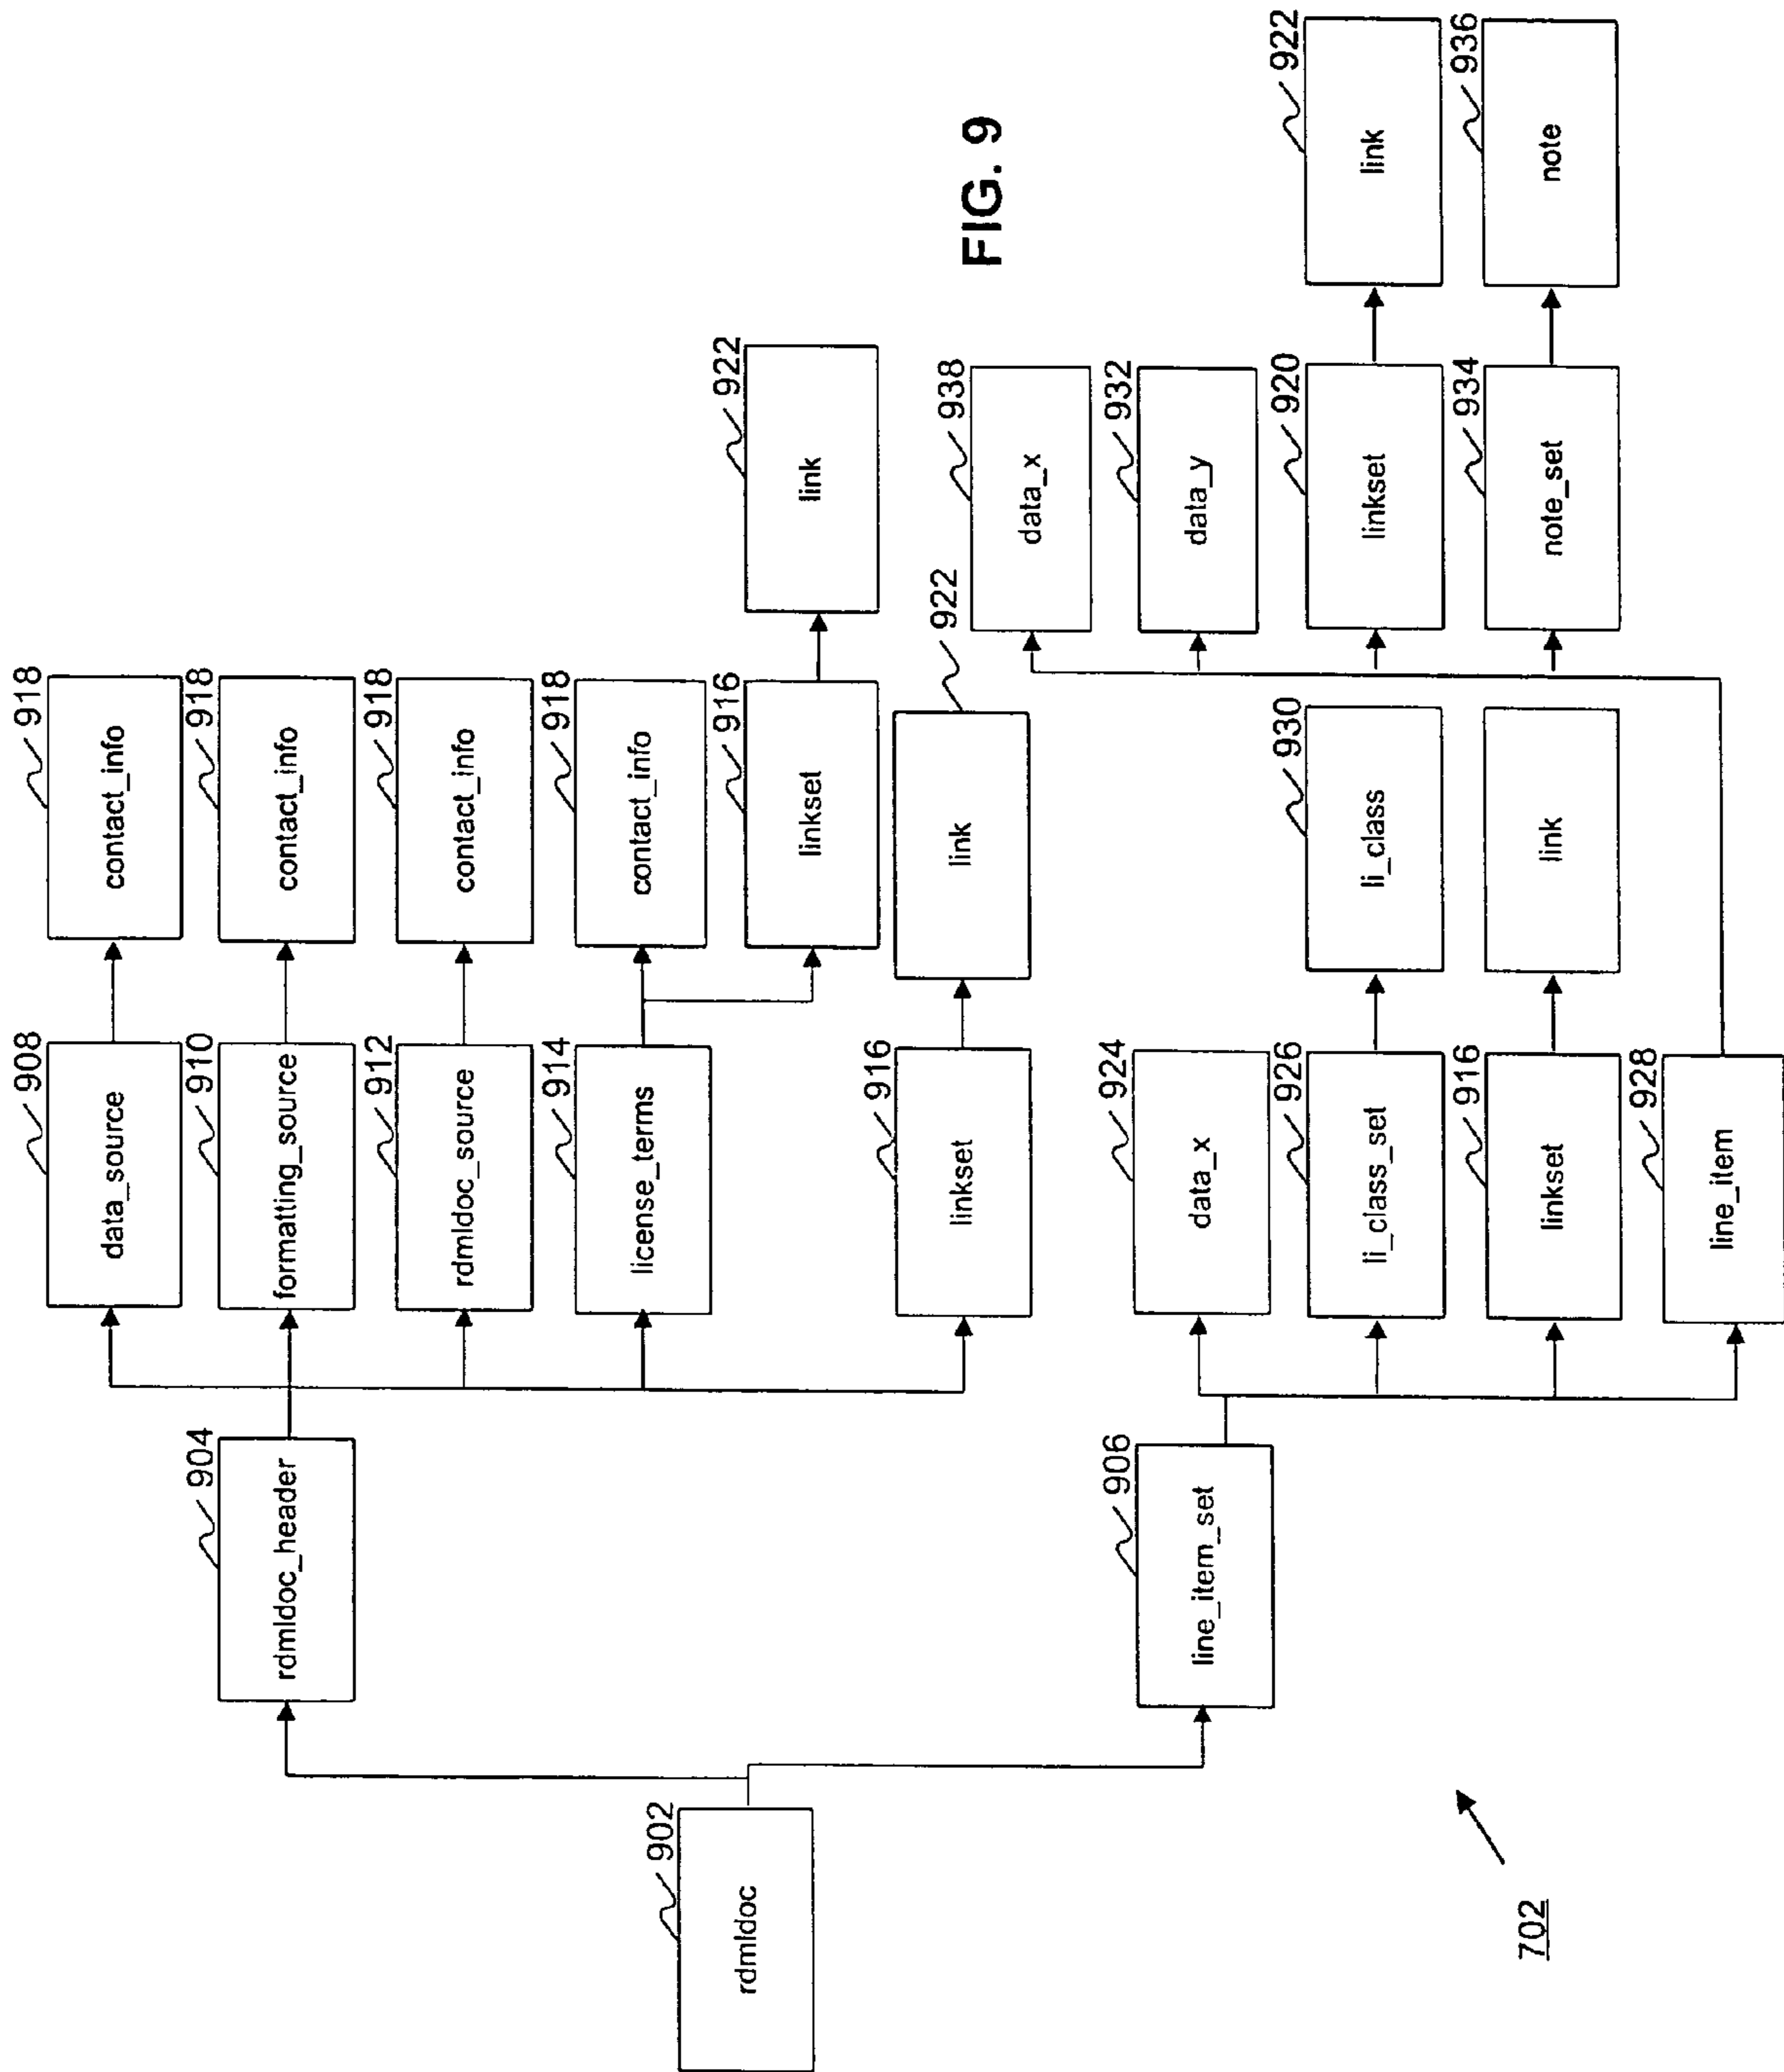 902
rdmldoc
904
rdmldoc_header
908
data_source
918
contact_info
910
formatting_source
918
contact_info
912
rdmldoc_source
918
contact_info
914
license_terms
918
contact_info
916
linkset
922
link
916
linkset
922
link
906
line_item_set
924
data_x
926
li_class_set
930
li_class
916
linkset
link
928
line_item
938
data_x
932
data_y
920
linkset
922
link
934
note_set
936
note
702
FIG. 9